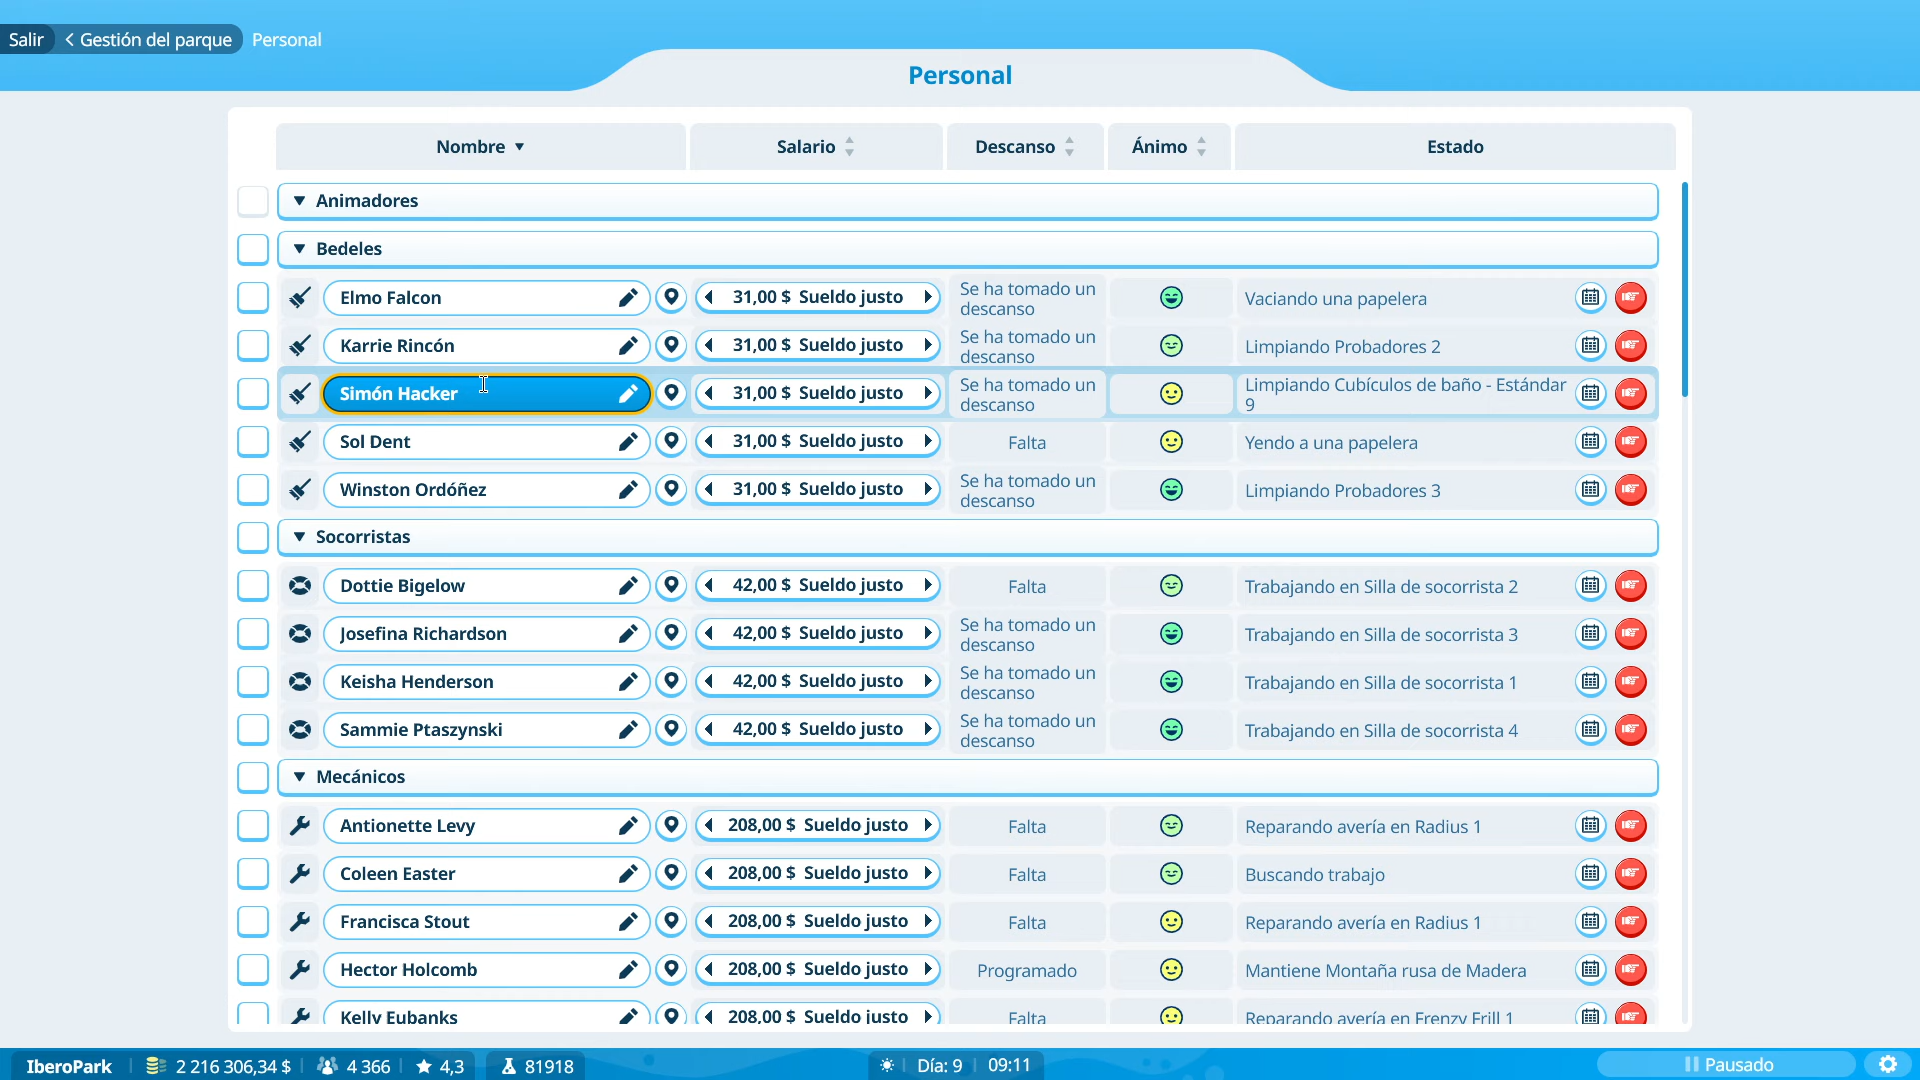 Salir
Gestión del parque
Personal
Personal
Nombre
Salario
Descanso
Ánimo
Estado
Animadores
Bedeles
Elmo Falcon
31,00 $ Sueldo justo
Se ha tomado un
descanso
Vaciando una papelera
Karrie Rincón
31,00 $ Sueldo justo
Se ha tomado un
descanso
Limpiando Probadores 2
Simón Hacker
31,00 $ Sueldo justo
Se ha tomado un
descanso
Limpiando Cubículos de baño - Estándar
9
Sol Dent
31,00 $ Sueldo justo
Falta
Yendo a una papelera
Winston Ordóñez
31,00 $ Sueldo justo
Se ha tomado un
descanso
Limpiando Probadores 3
Socorristas
Dottie Bigelow
42,00 $ Sueldo justo
Falta
Trabajando en Silla de socorrista 2
Josefina Richardson
42,00 $ Sueldo justo
Se ha tomado un
descanso
Trabajando en Silla de socorrista 3
Keisha Henderson
42,00 $ Sueldo justo
Se ha tomado un
descanso
Trabajando en Silla de socorrista 1
Sammie Ptaszynski
42,00 $ Sueldo justo
Se ha tomado un
descanso
Trabajando en Silla de socorrista 4
Mecánicos
Antionette Levy
208,00 $ Sueldo justo
Falta
Reparando avería en Radius 1
Coleen Easter
208,00 $ Sueldo justo
Falta
Buscando trabajo
Francisca Stout
208,00 $ Sueldo justo
Falta
Reparando avería en Radius 1
Hector Holcomb
208,00 $ Sueldo justo
Programado
Mantiene Montaña rusa de Madera
Kelly Eubanks
208,00 $ Sueldo justo
Falta
Reparando avería en Frenzy Frill 1
IberoPark
2 216 306,34 $
4 366
4,3
81918
Día: 9
09:11
Pausado